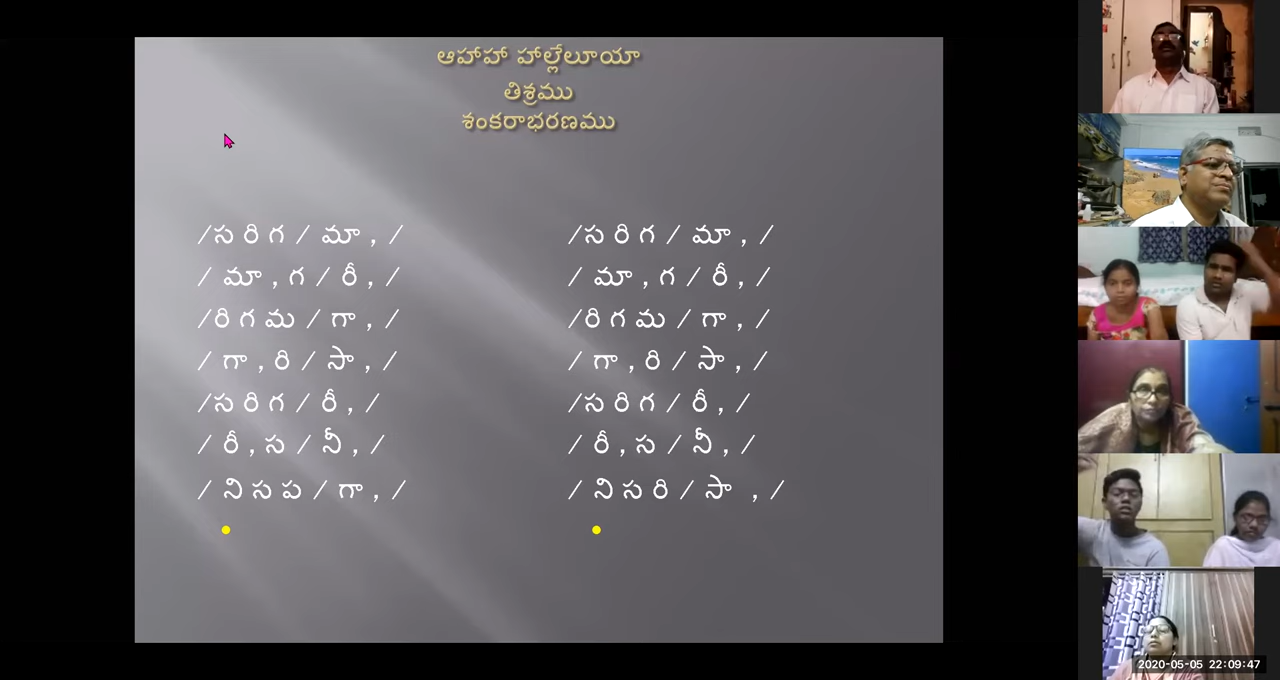 ఆహాహా హాల్లేలూయా
తిశ్రము
శంకరాభరణము
/స రి గ / మా , /
/ మా , గ / రీ , /
/రి గ మ / గా , /
/ గా , రి / సా , /
/స రి గ / రీ , /
/ రీ , స / నీ , /
/ ని స ప / గా , /
/స రి గ / మా , /
/ మా , గ / రీ , /
/రి గ మ / గా , /
/ గా , రి / సా , /
/స రి గ / రీ , /
/ రీ , స / నీ , /
/ ని స రి / సా , /
2020-05-05 22:09:47